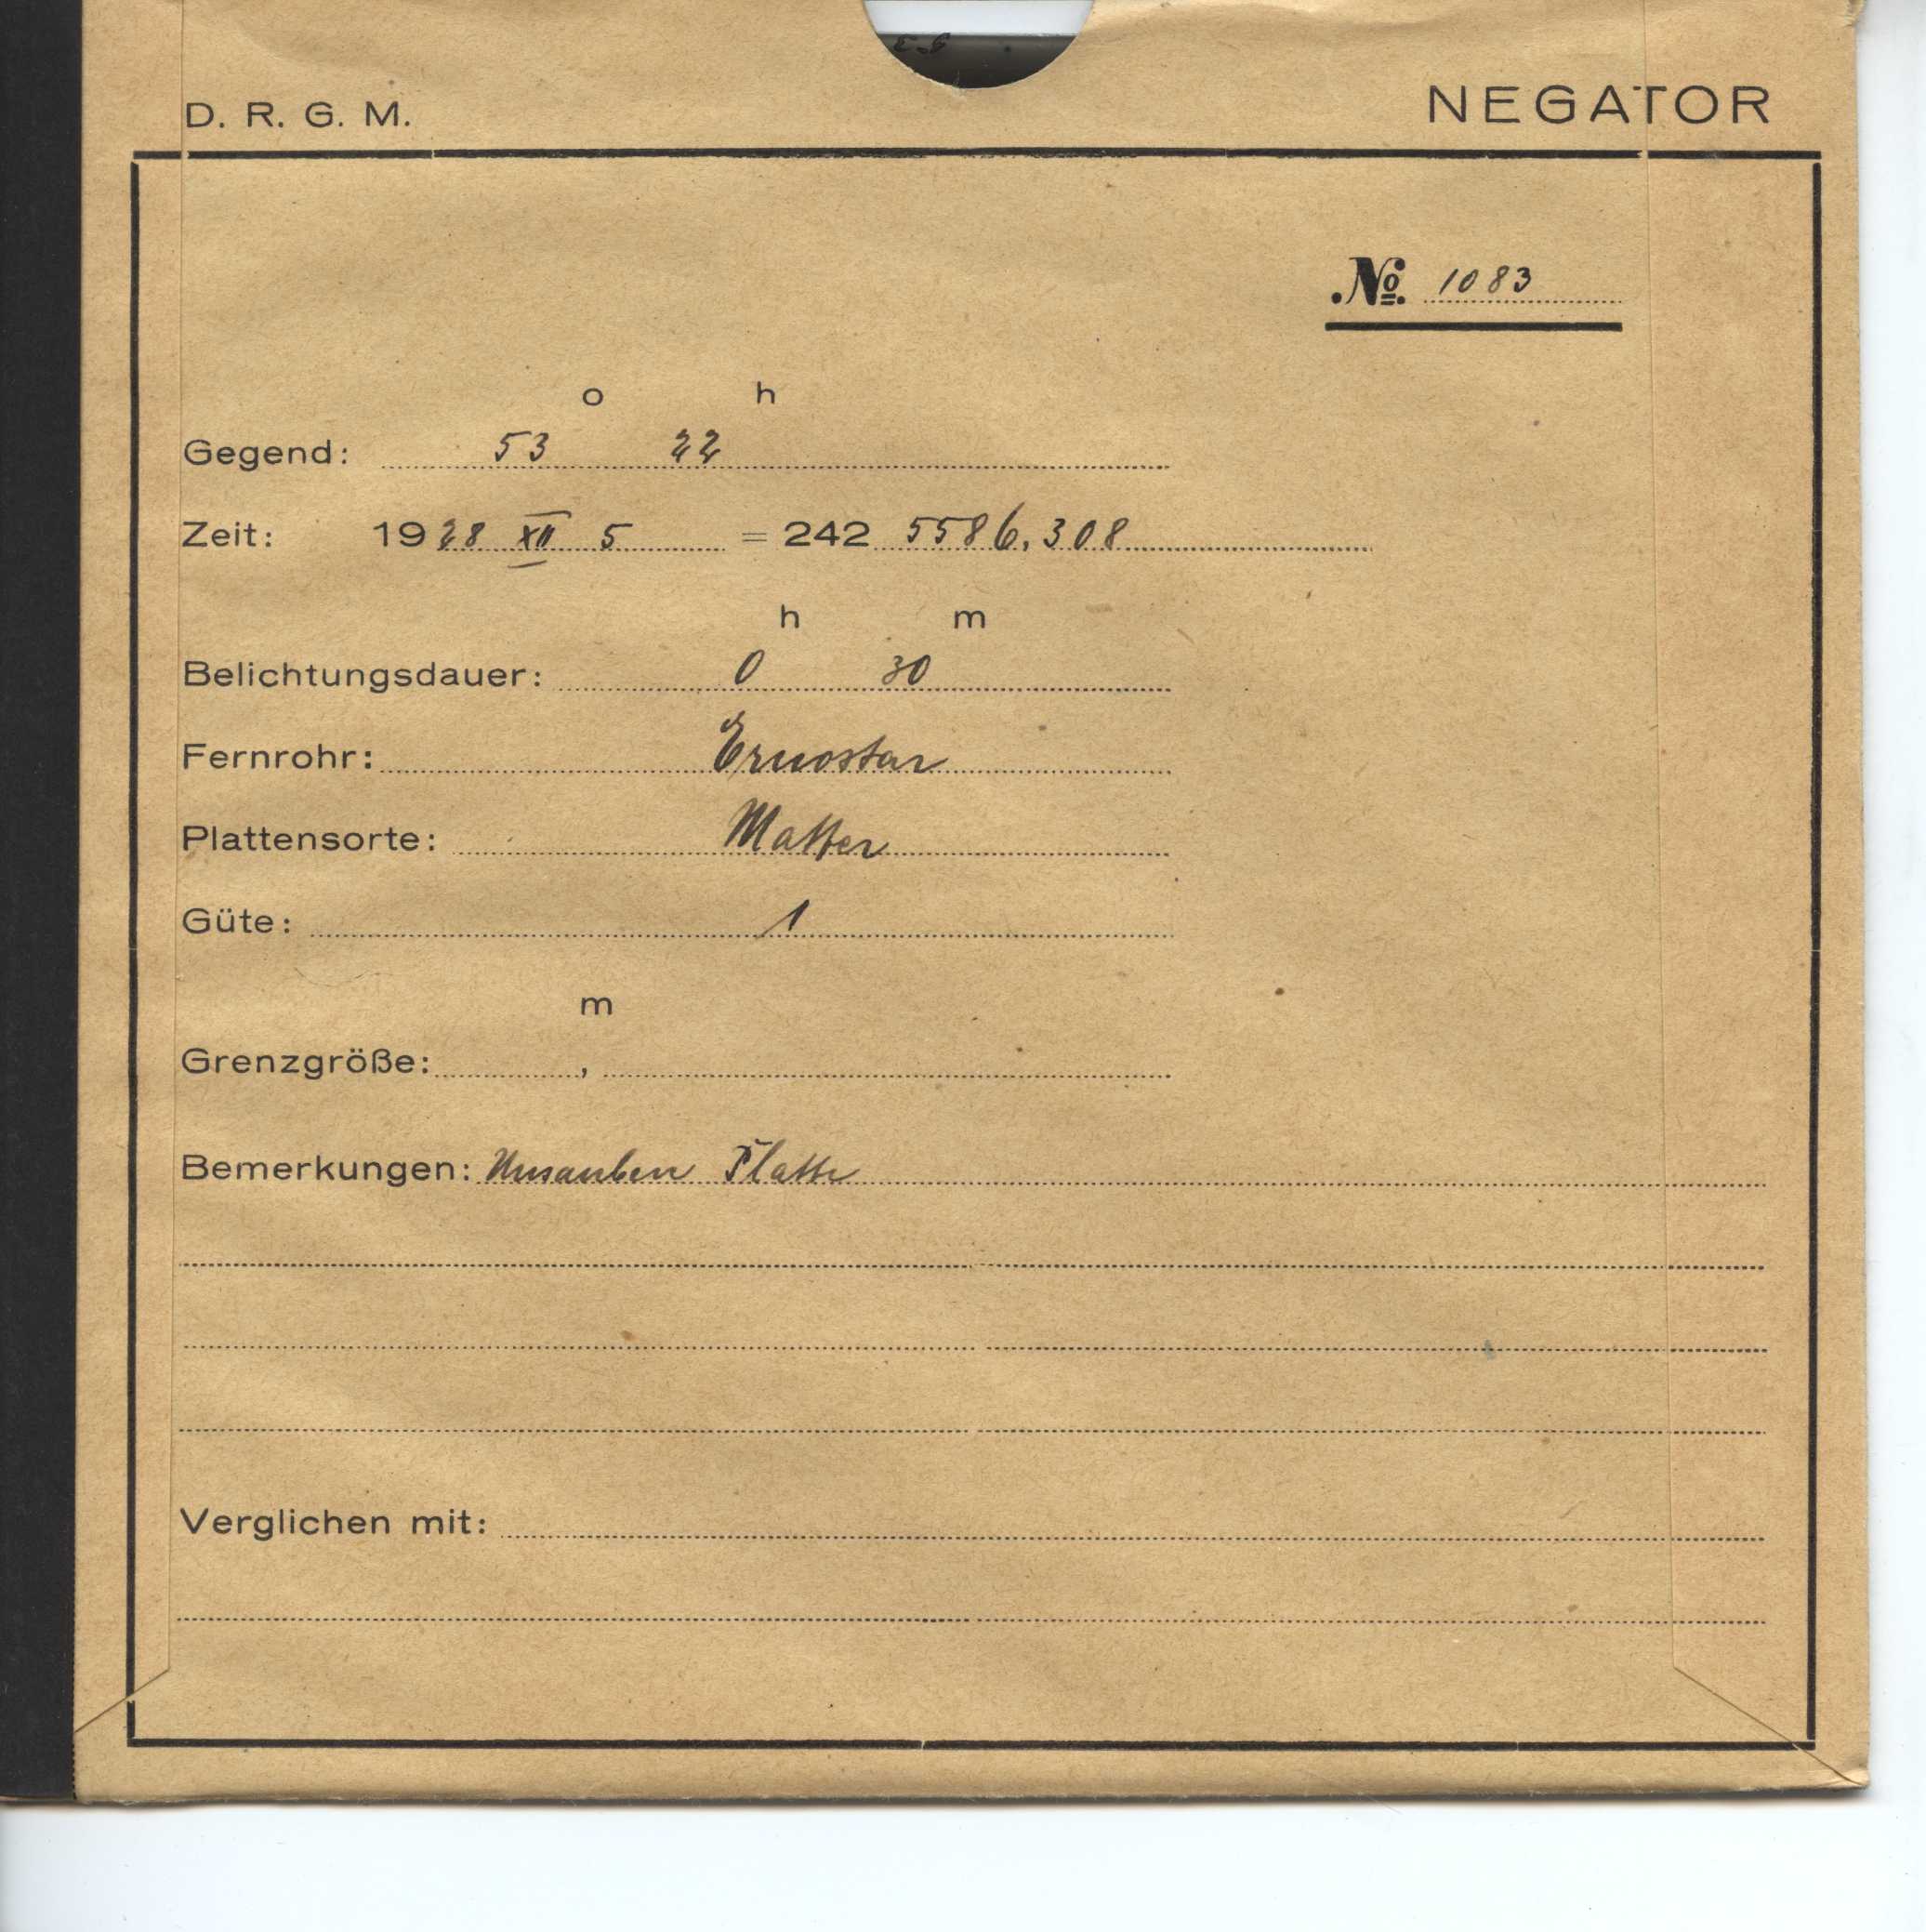 D. R. G. M. NEGATOR
№ 1083
o h
Gegend: 53 22
Zeit: 1928 XII 5 = 242 5586,308
h m
Belichtungsdauer: 0 30
Fernrohr: Ernostar
Plattensorte: Matter
Güte: 1
m
Grenzgröße: ,
Bemerkungen: Unsauber Platte
Verglichen mit: